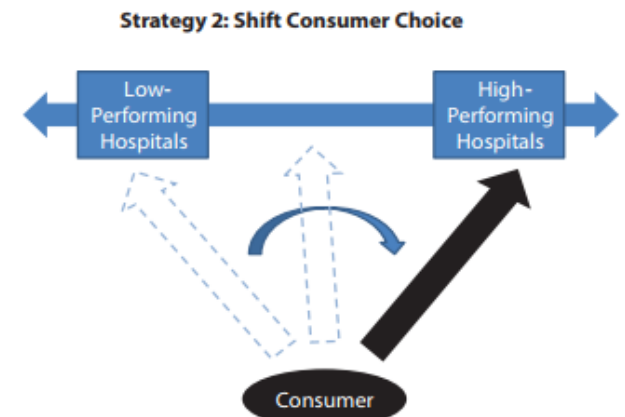 Strategy 2: Shift Consumer Choice
Low-
Performing
Hospitals
High-
Performing
Hospitals
Consumer